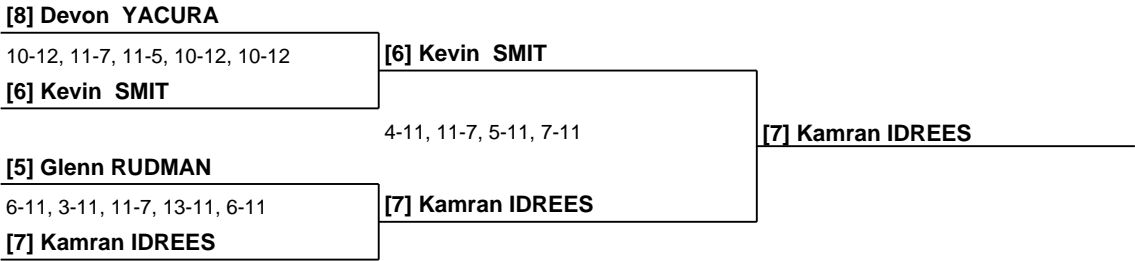 [8] Devon YACURA
10-12, 11-7, 11-5, 10-12, 10-12
[6] Kevin SMIT
[6] Kevin SMIT
4-11, 11-7, 5-11, 7-11
[7] Kamran IDREES
[5] Glenn RUDMAN
6-11, 3-11, 11-7, 13-11, 6-11
[7] Kamran IDREES
[7] Kamran IDREES